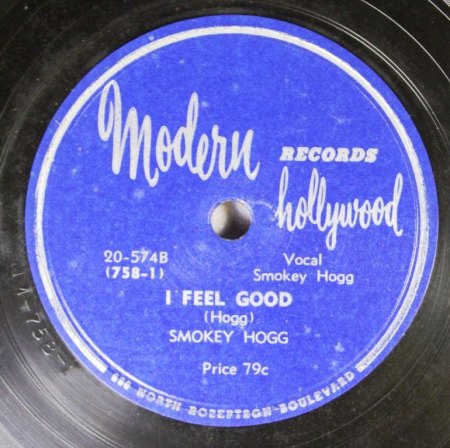 Modern
RECORDS
hollywood
20-574B
(758-1)
Vocal
Smokey Hogg
I FEEL GOOD
(Hogg)
SMOKEY HOGG
Price 79c
NORTH ROBERTSON BOULEVARD